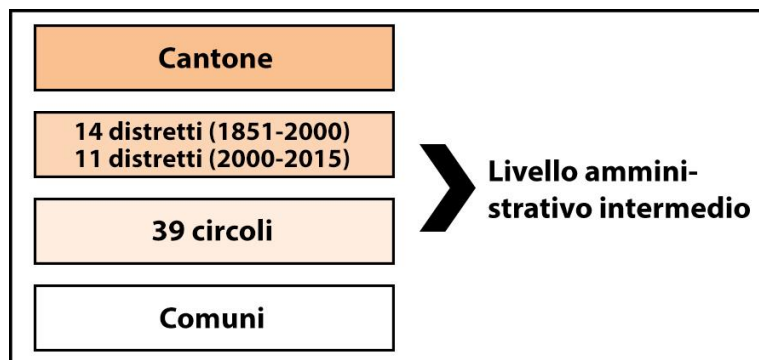 Cantone
14 distretti (1851-2000)
11 distretti (2000-2015)
39 circoli
Comuni
Livello ammini-
strativo intermedio